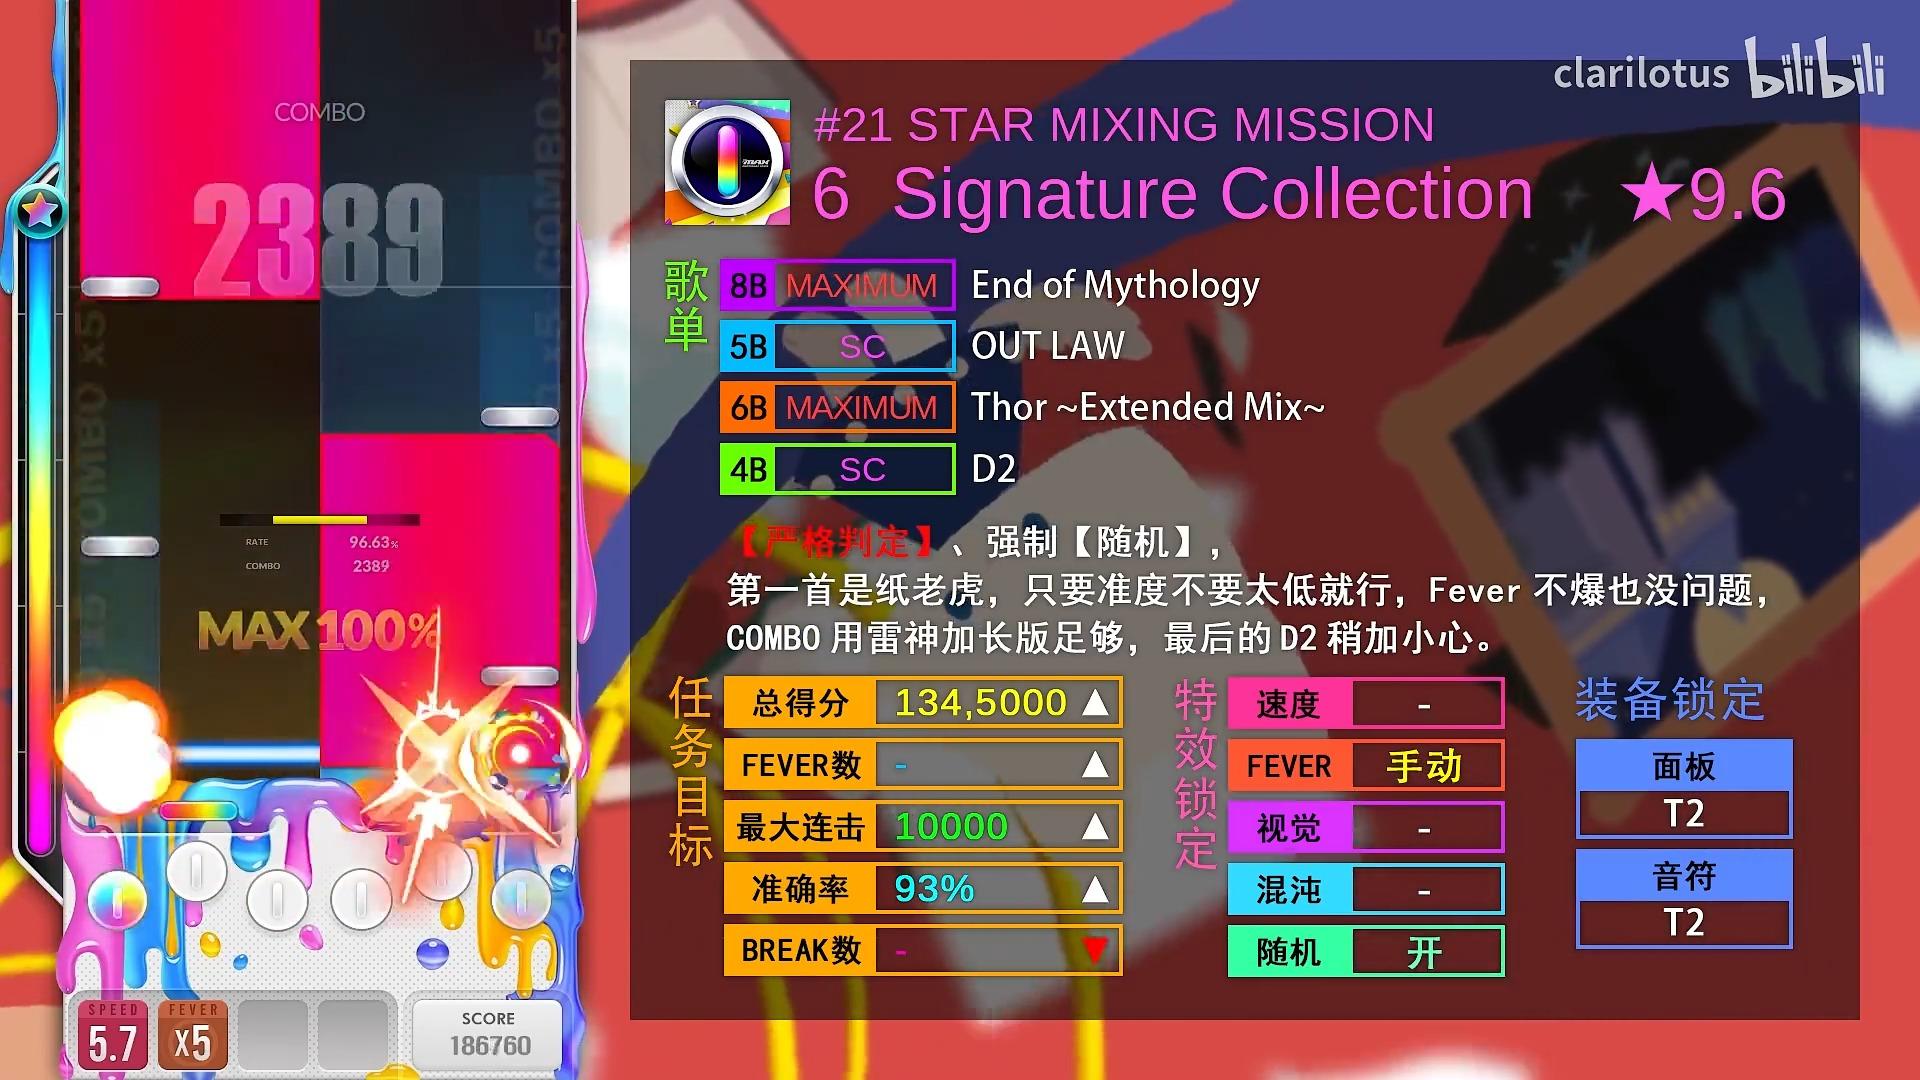 COMBO
2389
COMBO x5
RATE 96.63%
COMBO 2389
MAX 100%
SPEED
5.7
FEVER
X5
SCORE
186760
clarilotus bilibili
#21 STAR MIXING MISSION
6 Signature Collection ★9.6
歌单
8B MAXIMUM End of Mythology
5B SC OUT LAW
6B MAXIMUM Thor ~Extended Mix~
4B SC D2
【严格判定】、强制【随机】，
第一首是纸老虎，只要准度不要太低就行，Fever 不爆也没问题，
COMBO 用雷神加长版足够，最后的 D2 稍加小心。
任务目标
总得分 134,5000 ▲
FEVER数 - ▲
最大连击 10000 ▲
准确率 93% ▲
BREAK数 - ▼
特效锁定
速度 -
FEVER 手动
视觉 -
混沌 -
随机 开
装备锁定
面板
T2
音符
T2